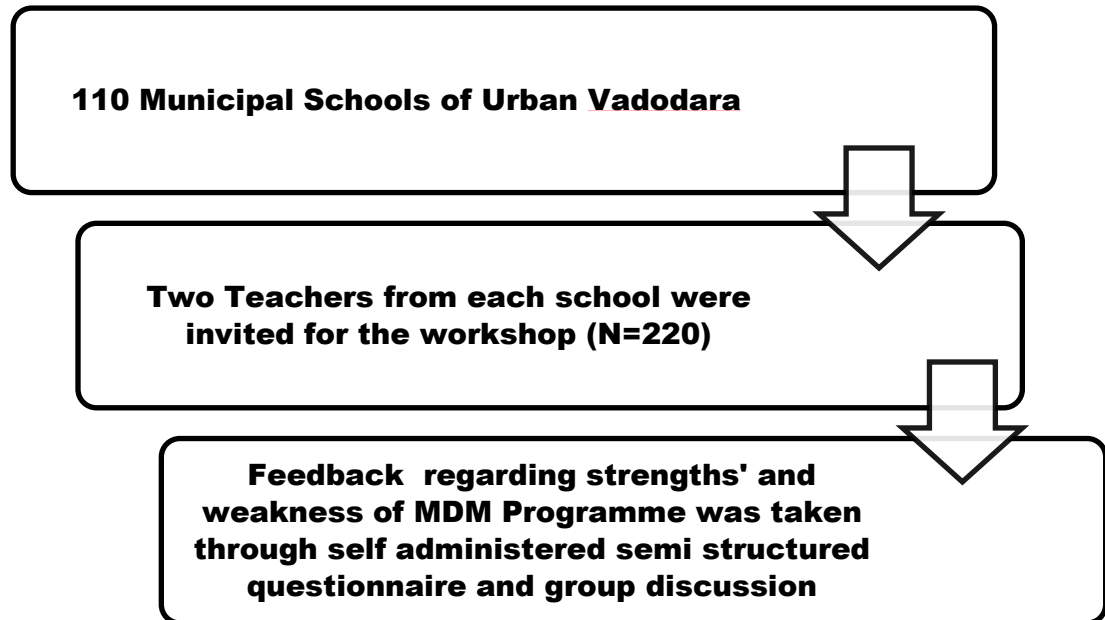 110 Municipal Schools of Urban Vadodara
Two Teachers from each school were
invited for the workshop (N=220)
Feedback  regarding strengths' and
weakness of MDM Programme was taken
through self administered semi structured
questionnaire and group discussion